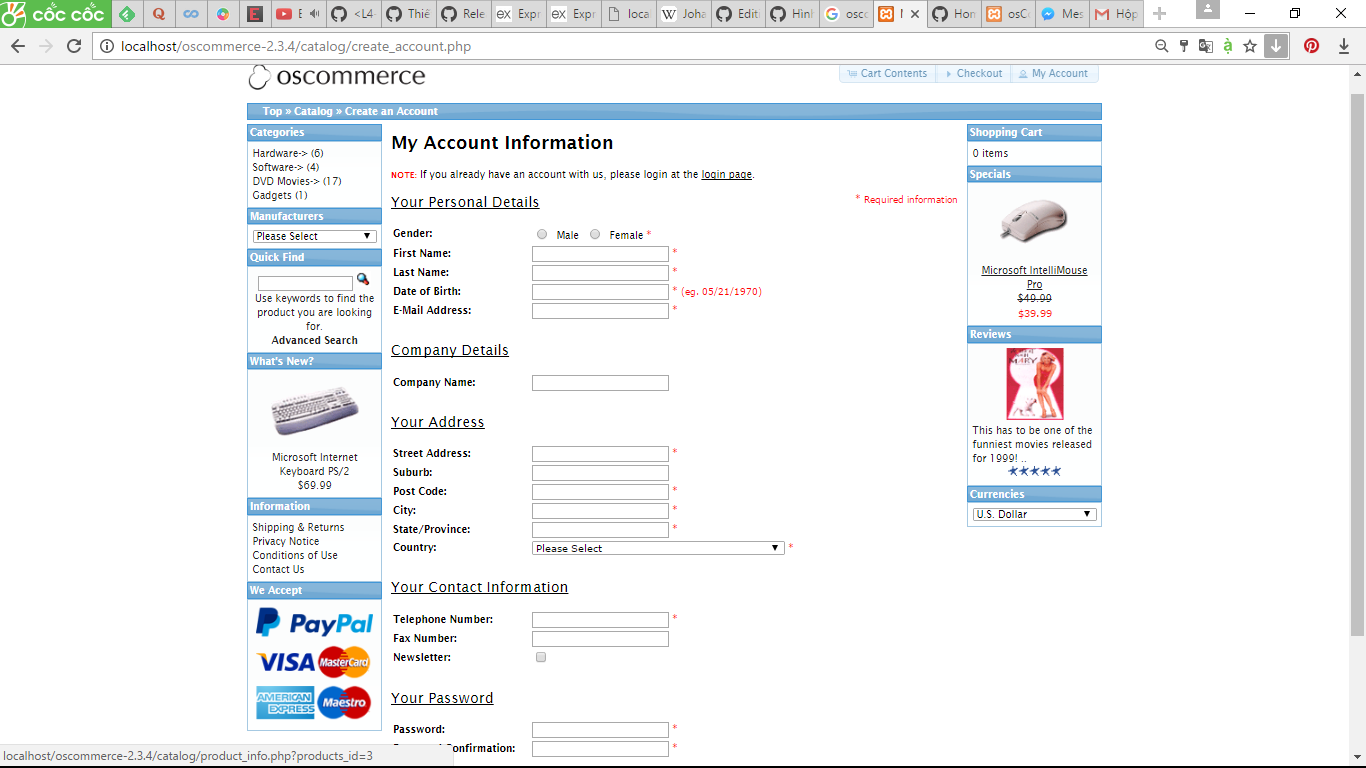 cốc cốc
Q
E
E
<L4
Thiế
Rele
ex Expr
ex Expr
loca
W Joha
Editi
Hình
oscc
N
Hom
osCo
Mes
Hộp
localhost/oscommerce-2.3.4/catalog/create_account.php
oscommerce
Cart Contents
Checkout
My Account
Top » Catalog » Create an Account
Categories
Hardware-> (6)
Software-> (4)
DVD Movies-> (17)
Gadgets (1)
Manufacturers
Please Select
Quick Find
Use keywords to find the
product you are looking
for.
Advanced Search
What's New?
Microsoft Internet
Keyboard PS/2
$69.99
Information
Shipping & Returns
Privacy Notice
Conditions of Use
Contact Us
We Accept
PayPal
VISA MasterCard
AMERICAN EXPRESS Maestro
My Account Information
NOTE: If you already have an account with us, please login at the login page.
Your Personal Details
* Required information
Gender: Male Female *
First Name: *
Last Name: *
Date of Birth: * (eg. 05/21/1970)
E-Mail Address: *
Company Details
Company Name:
Your Address
Street Address: *
Suburb:
Post Code: *
City: *
State/Province: *
Country: Please Select *
Your Contact Information
Telephone Number: *
Fax Number:
Newsletter:
Your Password
Password: *
Confirmation: *
Shopping Cart
0 items
Specials
Microsoft IntelliMouse
Pro
$49.99
$39.99
Reviews
MARY
This has to be one of the
funniest movies released
for 1999! ..
Currencies
U.S. Dollar
localhost/oscommerce-2.3.4/catalog/product_info.php?products_id=3